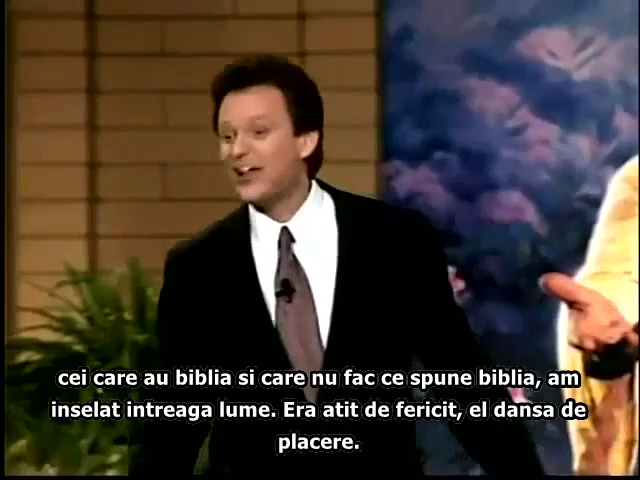 cei care au biblia si care nu fac ce spune biblia, am
inselat intreaga lume. Era atit de fericit, el dansa de
placere.